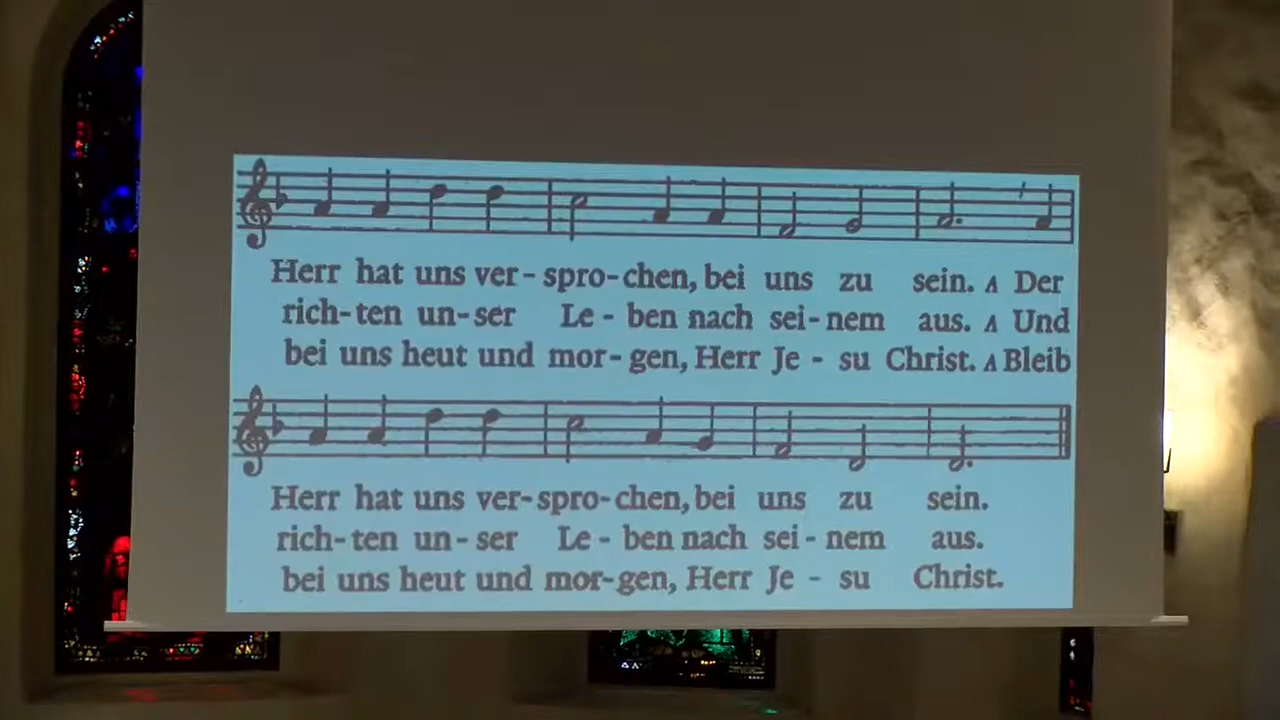 Herr hat uns ver-spro-chen, bei uns zu sein. ʌ Der
rich-ten un-ser Le-ben nach sei-nem aus. ʌ Und
bei uns heut und mor-gen, Herr Je-su Christ. ʌ Bleib
Herr hat uns ver-spro-chen, bei uns zu sein.
rich-ten un-ser Le-ben nach sei-nem aus.
bei uns heut und mor-gen, Herr Je-su Christ.